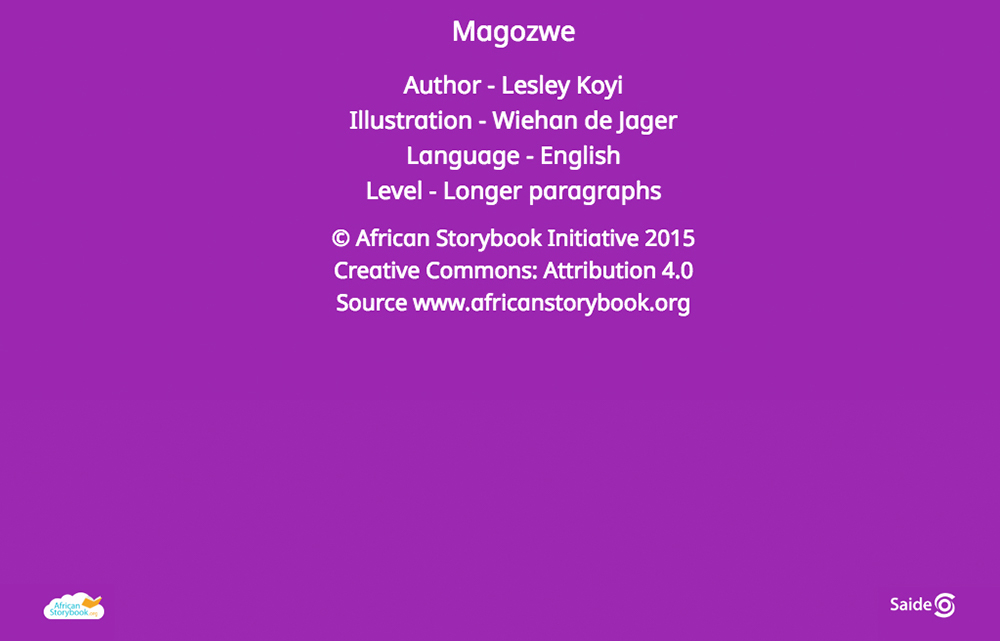 Magozwe
Author - Lesley Koyi
Illustration - Wiehan de Jager
Language - English
Level - Longer paragraphs
© African Storybook Initiative 2015
Creative Commons: Attribution 4.0
Source www.africanstorybook.org
African
Storybook.org
Saide